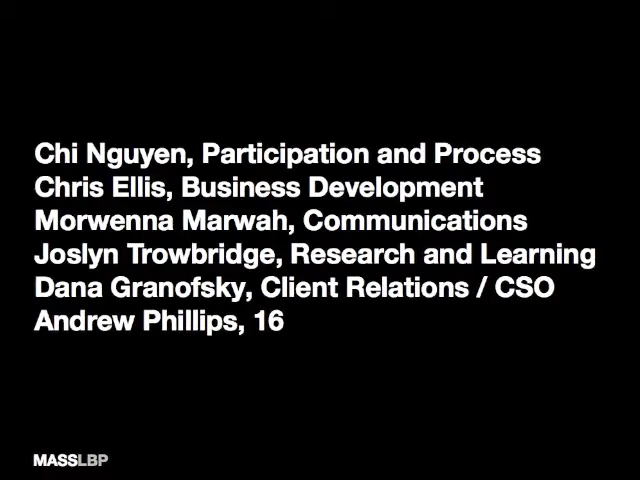 Chi Nguyen, Participation and Process
Chris Ellis, Business Development
Morwenna Marwah, Communications
Joslyn Trowbridge, Research and Learning
Dana Granofsky, Client Relations / CSO
Andrew Phillips, 16
MASSLBP